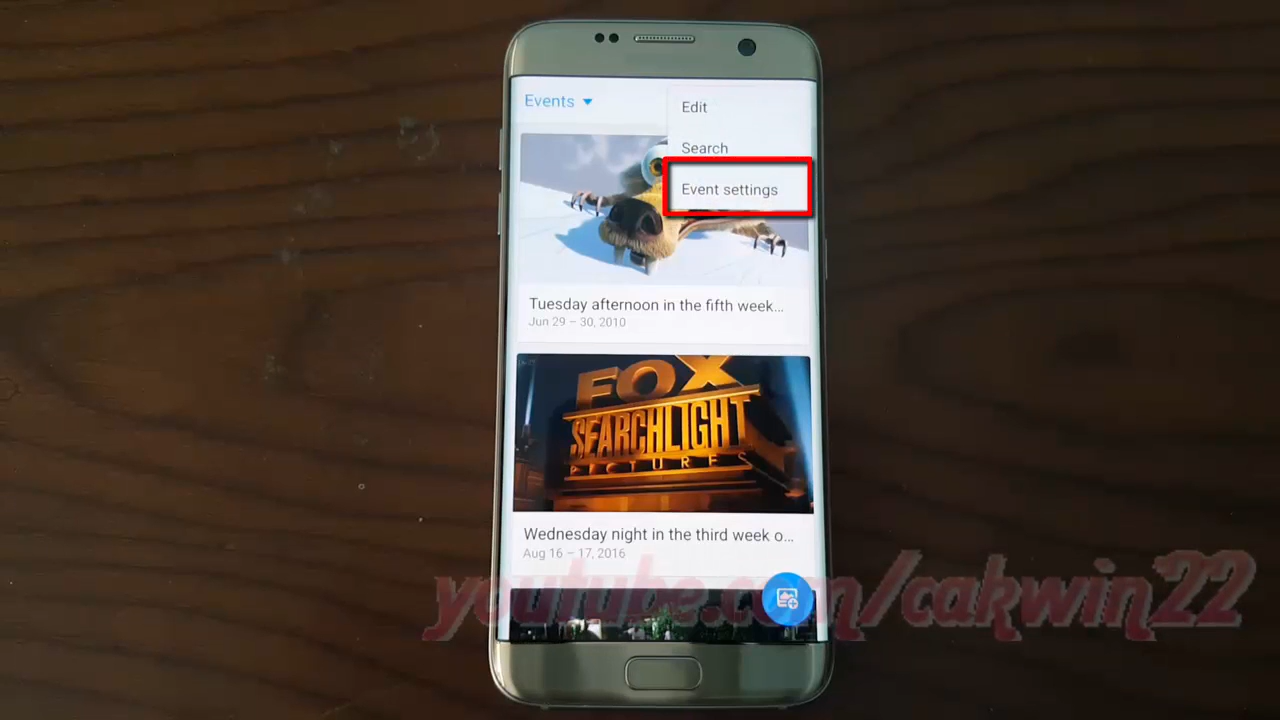 Events
Edit
Search
Event settings
Tuesday afternoon in the fifth week...
Jun 29 – 30, 2010
FOX
SEARCHLIGHT
PICTURES
Wednesday night in the third week o...
Aug 16 – 17, 2016
youtube.com/cakwin22